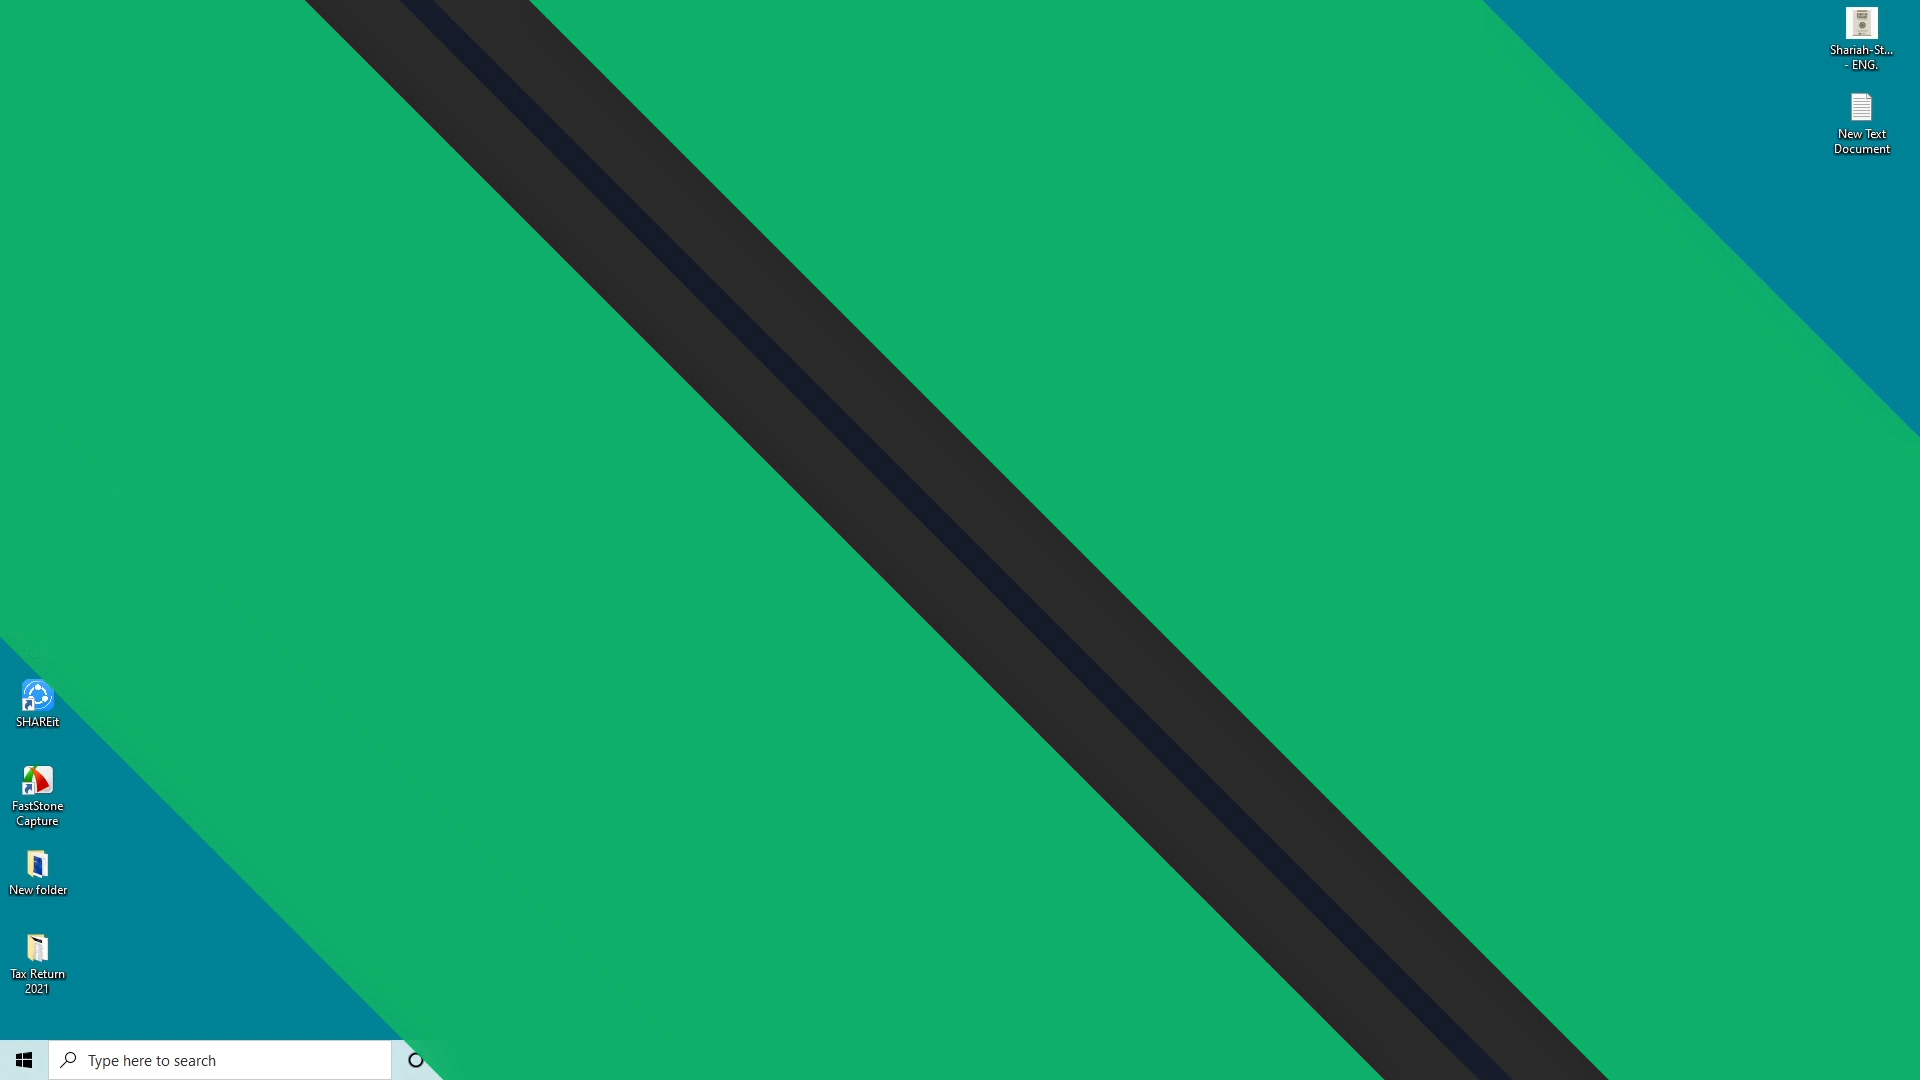 Shariah-St...
- ENG.
New Text
Document
SHAREit
FastStone
Capture
New folder
Tax Return
2021
Type here to search